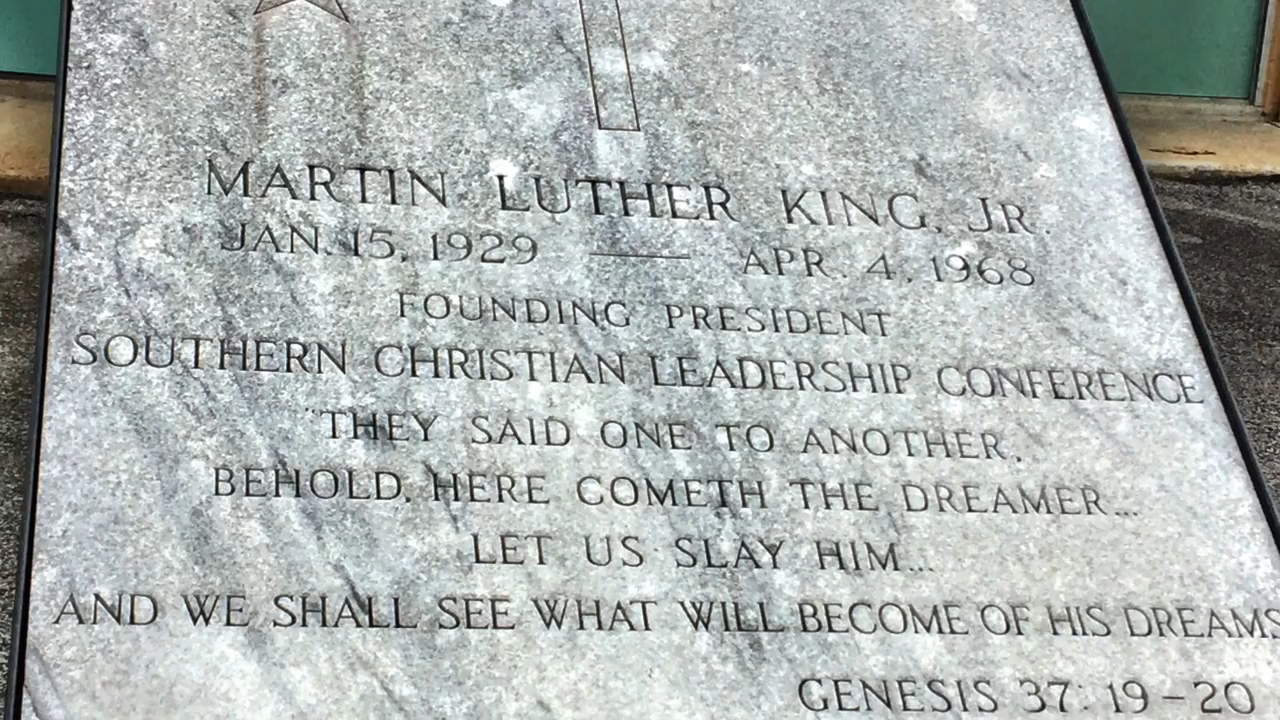 MARTIN LUTHER KING, JR.
JAN. 15, 1929 — APR. 4, 1968
FOUNDING PRESIDENT
SOUTHERN CHRISTIAN LEADERSHIP CONFERENCE
"THEY SAID ONE TO ANOTHER,
BEHOLD, HERE COMETH THE DREAMER...
LET US SLAY HIM...
AND WE SHALL SEE WHAT WILL BECOME OF HIS DREAMS
GENESIS 37: 19-20